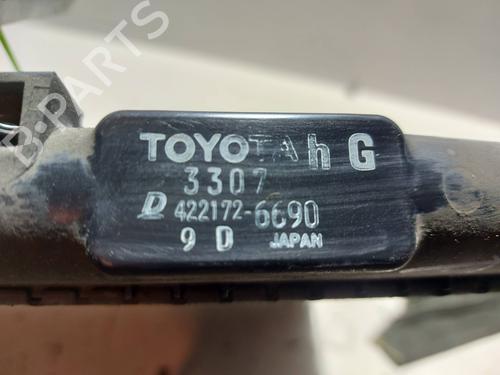 B-PARTS
TOYOTA h G
3307
D 422172-6690
9 D JAPAN